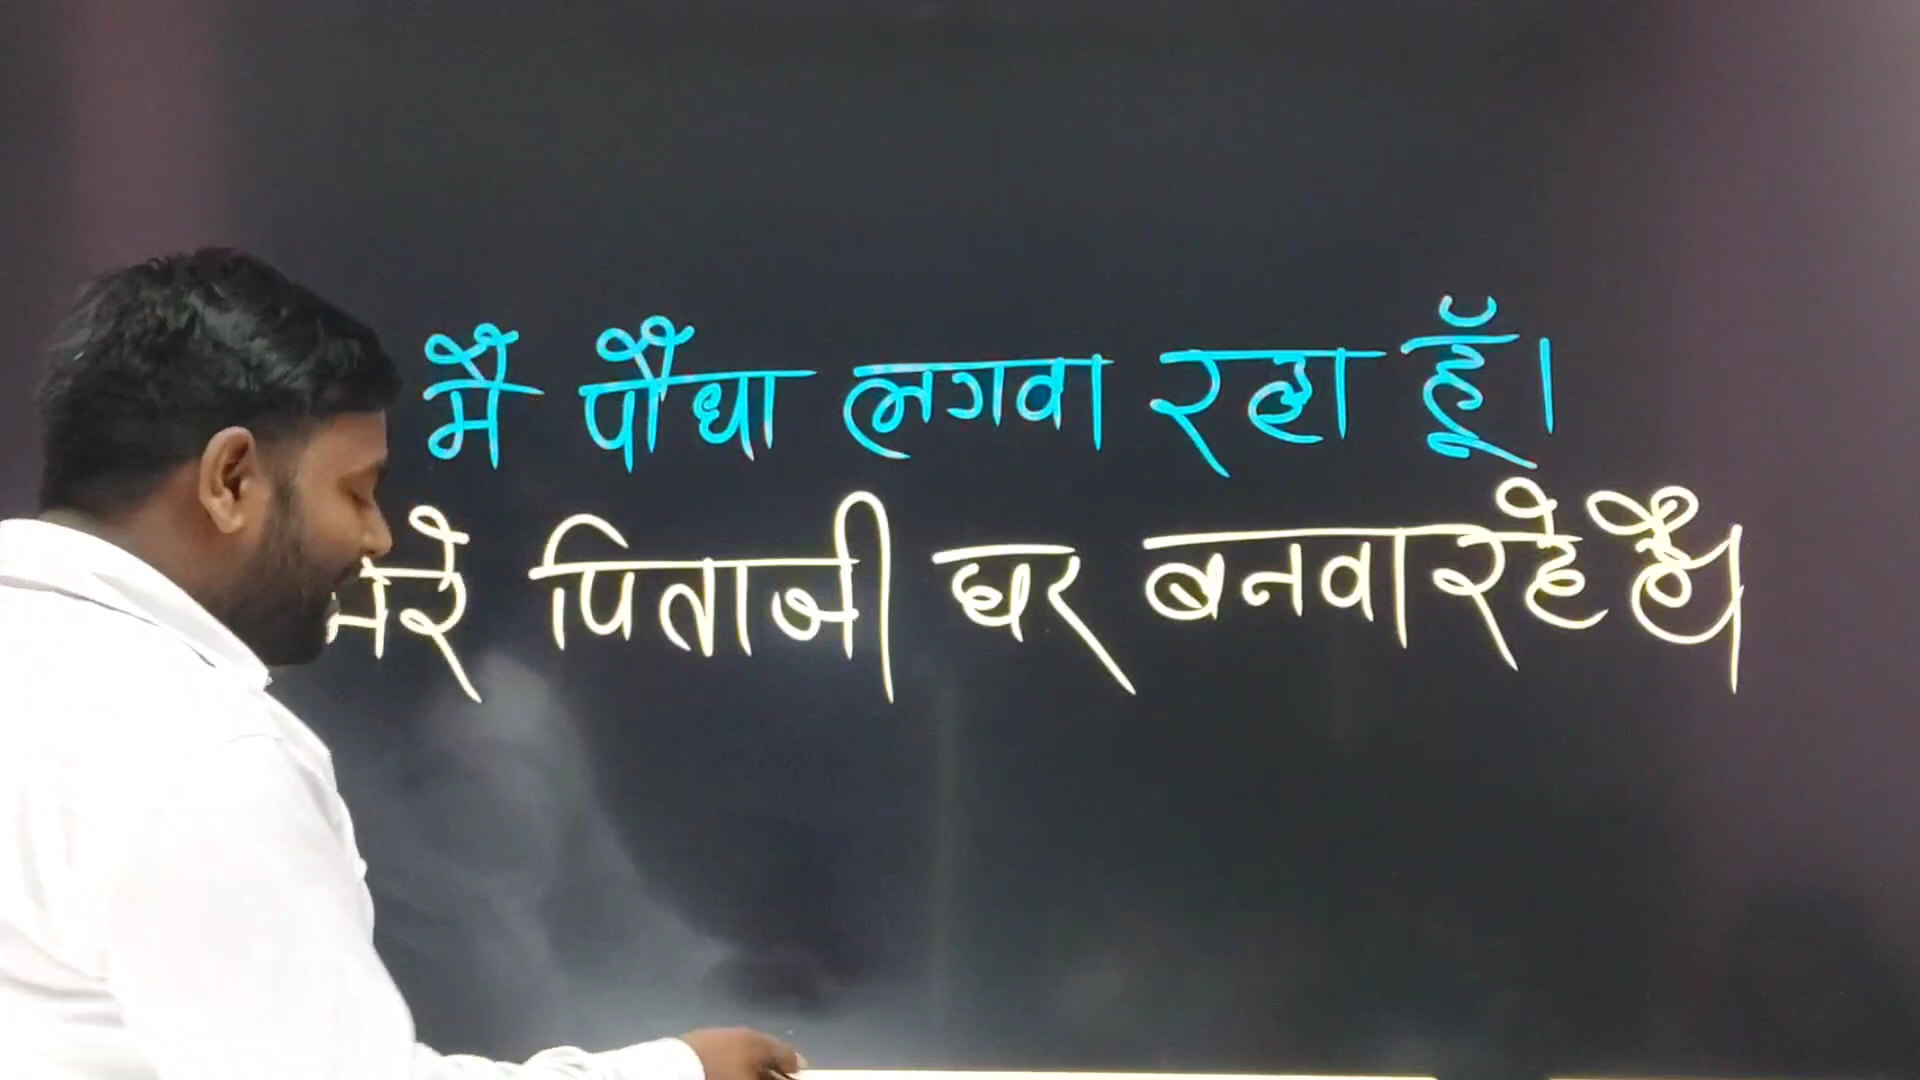 मै पौधा लगवा रहा हूँ।
मेरे पिताजी घर बनवा रहे है।